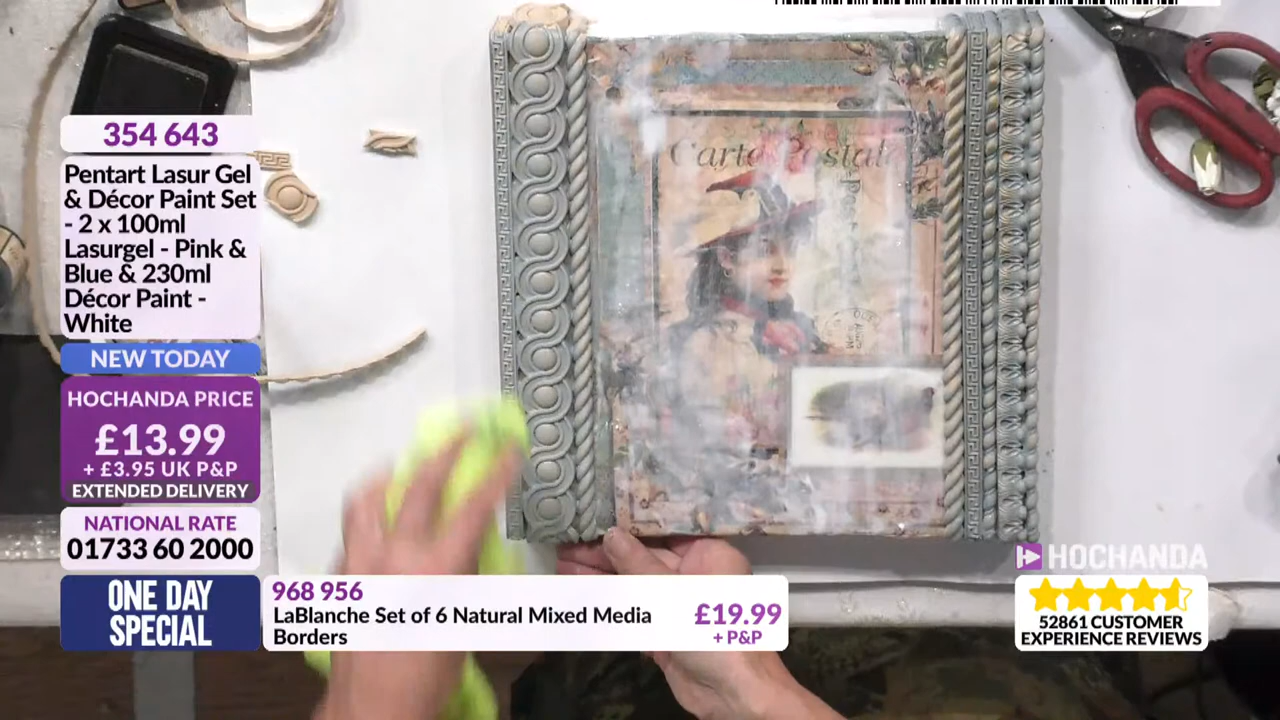 354 643
Pentart Lasur Gel
& Décor Paint Set
- 2 x 100ml
Lasurgel - Pink &
Blue & 230ml
Décor Paint -
White
NEW TODAY
HOCHANDA PRICE
£13.99
+ £3.95 UK P&P
EXTENDED DELIVERY
NATIONAL RATE
01733 60 2000
ONE DAY
SPECIAL
968 956
LaBlanche Set of 6 Natural Mixed Media
Borders
£19.99
+ P&P
Carte Postale
HOCHANDA
52861 CUSTOMER
EXPERIENCE REVIEWS